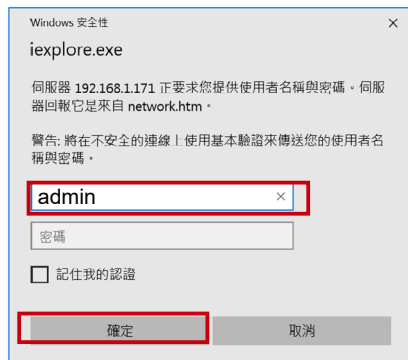 Windows 安全性
iexplore.exe
伺服器 192.168.1.171 正要求您提供使用者名稱與密碼。伺服
器回報它是來自 network.htm。
警告: 將在不安全的連線上使用基本驗證來傳送您的使用者名
稱與密碼。
admin
密碼
記住我的認證
確定 取消